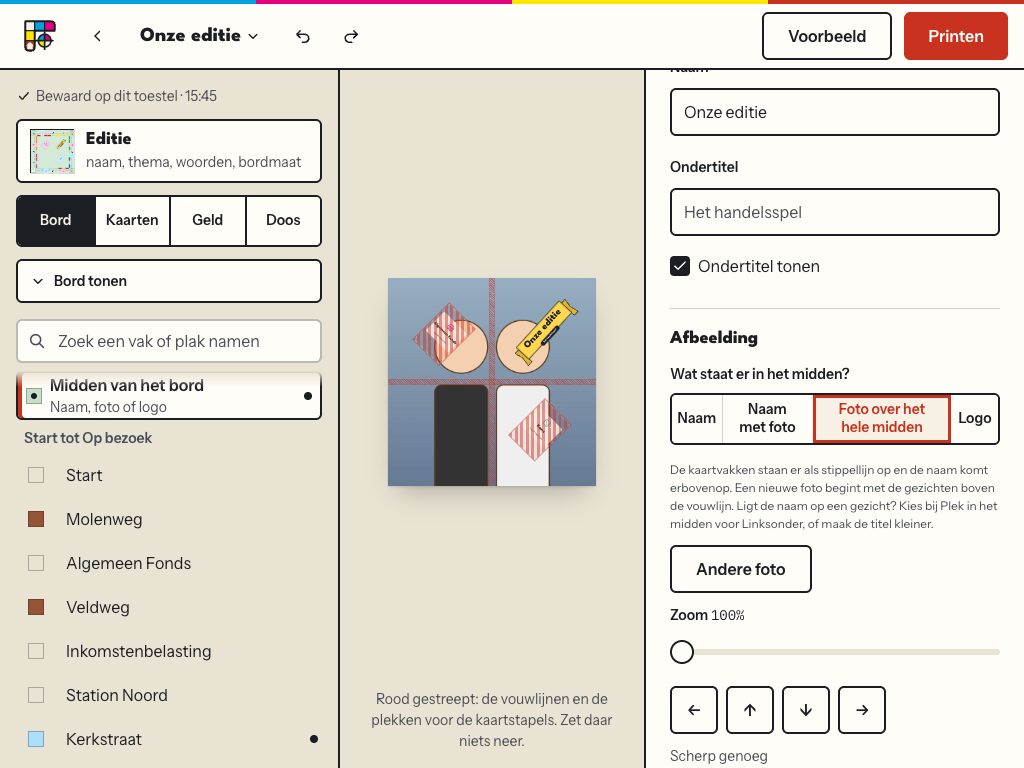 Onze editie
Voorbeeld
Printen
Bewaard op dit toestel · 15:45
Editie
naam, thema, woorden, bordmaat
Bord
Kaarten
Geld
Doos
Bord tonen
Zoek een vak of plak namen
Midden van het bord
Naam, foto of logo
Start tot Op bezoek
Start
Molenweg
Algemeen Fonds
Veldweg
Inkomstenbelasting
Station Noord
Kerkstraat
Onze editie
Rood gestreept: de vouwlijnen en de
plekken voor de kaartstapels. Zet daar
niets neer.
Naam
Onze editie
Ondertitel
Het handelsspel
Ondertitel tonen
Afbeelding
Wat staat er in het midden?
Naam
Naam
met foto
Foto over het
hele midden
Logo
De kaartvakken staan er als stippellijn op en de naam komt
erbovenop. Een nieuwe foto begint met de gezichten boven
de vouwlijn. Ligt de naam op een gezicht? Kies bij Plek in het
midden voor Linksonder, of maak de titel kleiner.
Andere foto
Zoom 100%
Scherp genoeg